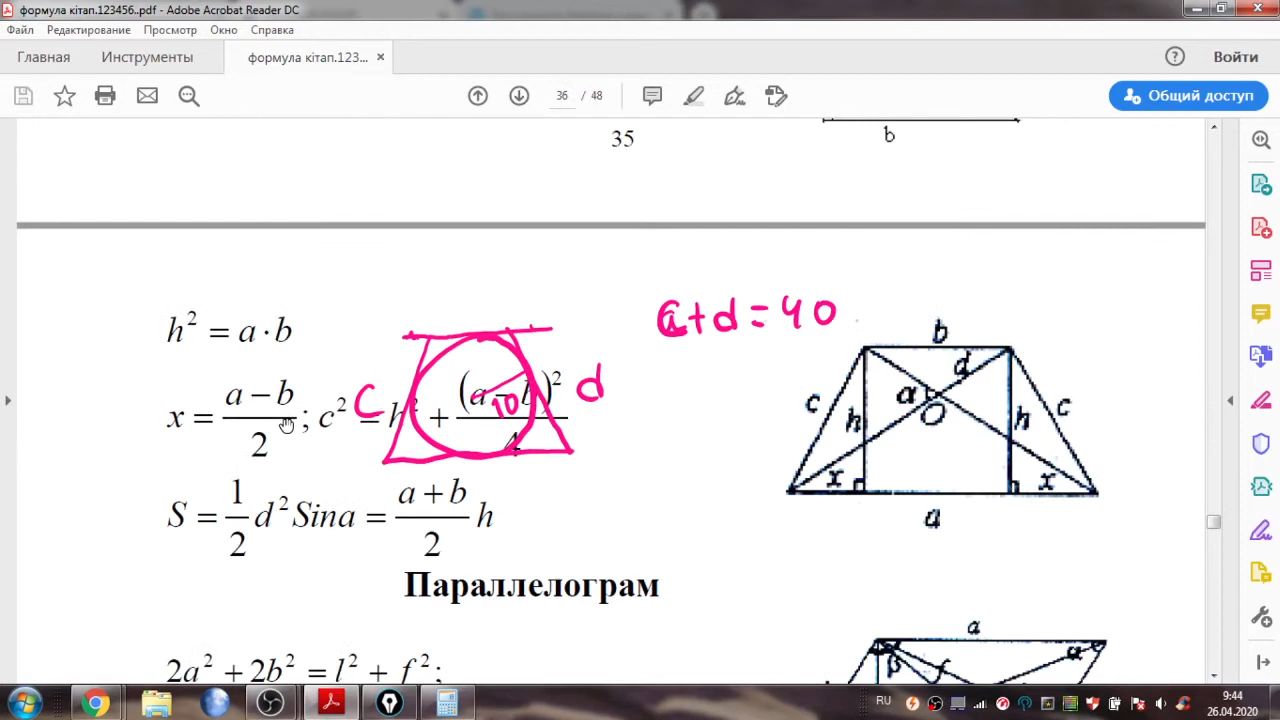 формула кітап.123456..pdf - Adobe Acrobat Reader DC
Файл Редактирование Просмотр Окно Справка
Главная Инструменты формула кітап.123... × Войти
36 / 48 Общий доступ
35
b
h² = a · b
c+d=40
x = (a − b)/2; c² = h² + (a − b)²/4
c 10 d
S = 1/2 d² Sina = (a + b)/2 h
b
d
c α h O h c
x x
a
Параллелограм
a
β f α
2a² + 2b² = l² + f²;
RU 9:44
26.04.2020